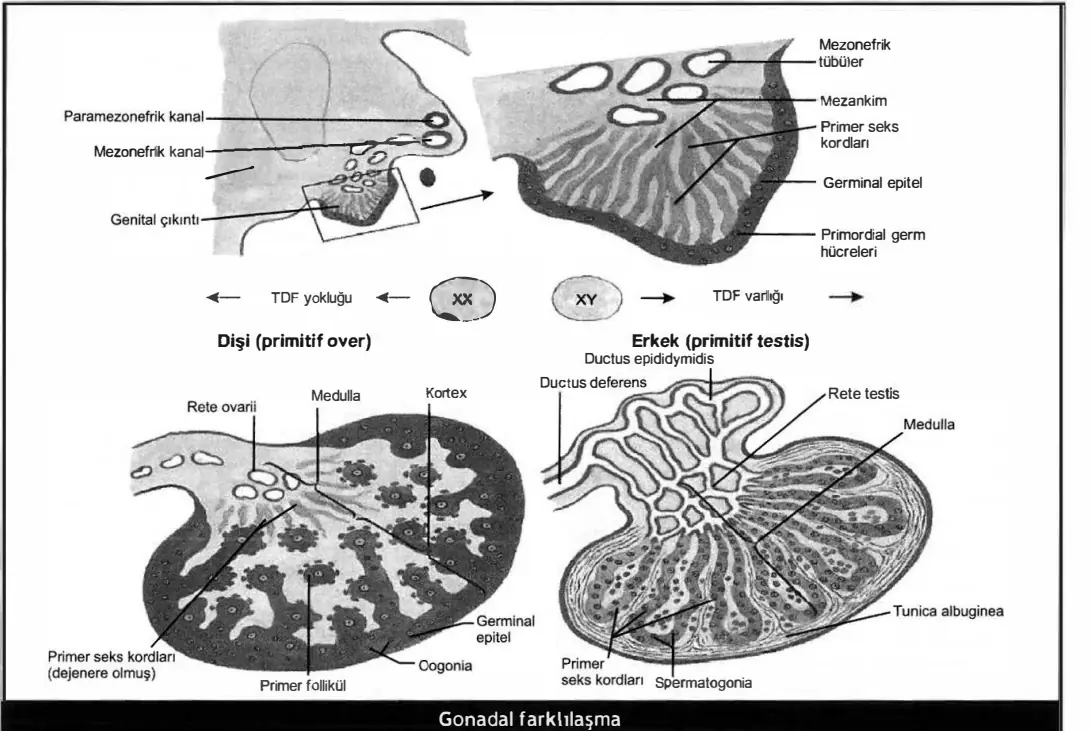 Mezonefrik
tübüler
Paramezonefrik kanal
Mezankim
Primer seks
kordları
Mezonefrik kanal
Germinal epitel
Genital çıkıntı
Primordial germ
hücreleri
TDF yokluğu
XX
XY
TDF varlığı
Dişi (primitif over)
Erkek (primitif testis)
Ductus epididymidis
Ductus deferens
Rete testis
Medulla
Kortex
Rete ovarii
Medulla
Tunica albuginea
Germinal
epitel
Oogonia
Primer seks kordları
(dejenere olmuş)
Primer follikül
Primer
seks kordları
Spermatogonia
Gonadal farklılaşma